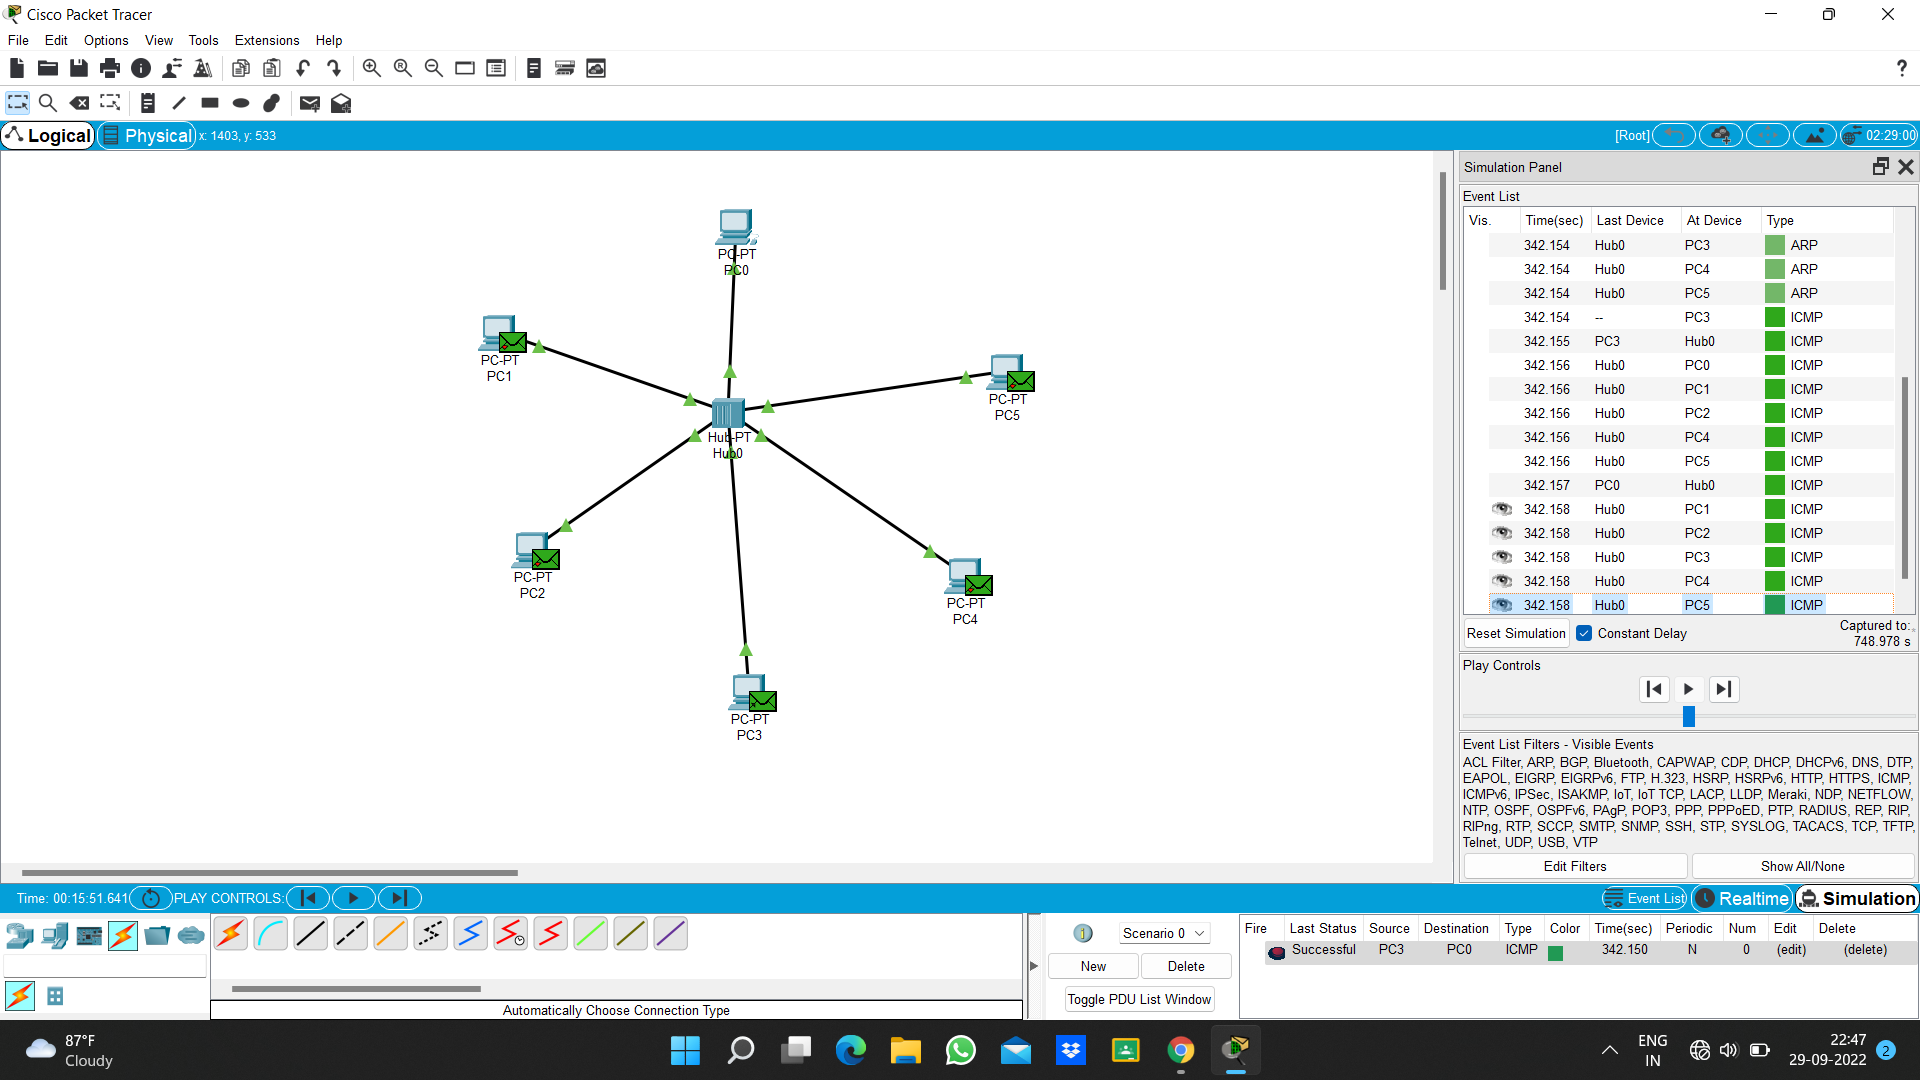 Cisco Packet Tracer
File Edit Options View Tools Extensions Help
?
Logical Physical x: 1403, y: 533 [Root] 02:29:00
PC-PT
PC0
PC-PT
PC1
PC-PT
PC5
Hub-PT
Hub0
PC-PT
PC2
PC-PT
PC4
PC-PT
PC3
Simulation Panel
Event List
Vis. Time(sec) Last Device At Device Type
342.154 Hub0 PC3 ARP
342.154 Hub0 PC4 ARP
342.154 Hub0 PC5 ARP
342.154 -- PC3 ICMP
342.155 PC3 Hub0 ICMP
342.156 Hub0 PC0 ICMP
342.156 Hub0 PC1 ICMP
342.156 Hub0 PC2 ICMP
342.156 Hub0 PC4 ICMP
342.156 Hub0 PC5 ICMP
342.157 PC0 Hub0 ICMP
342.158 Hub0 PC1 ICMP
342.158 Hub0 PC2 ICMP
342.158 Hub0 PC3 ICMP
342.158 Hub0 PC4 ICMP
342.158 Hub0 PC5 ICMP
Reset Simulation Constant Delay Captured to:
748.978 s
Play Controls
Event List Filters - Visible Events
ACL Filter, ARP, BGP, Bluetooth, CAPWAP, CDP, DHCP, DHCPv6, DNS, DTP,
EAPOL, EIGRP, EIGRPv6, FTP, H.323, HSRP, HSRPv6, HTTP, HTTPS, ICMP,
ICMPv6, IPSec, ISAKMP, IoT, IoT TCP, LACP, LLDP, Meraki, NDP, NETFLOW,
NTP, OSPF, OSPFv6, PAgP, POP3, PPP, PPPoED, PTP, RADIUS, REP, RIP,
RIPng, RTP, SCCP, SMTP, SNMP, SSH, STP, SYSLOG, TACACS, TCP, TFTP,
Telnet, UDP, USB, VTP
Edit Filters Show All/None
Time: 00:15:51.641 PLAY CONTROLS: Event List Realtime Simulation
Scenario 0
New Delete
Toggle PDU List Window
Fire Last Status Source Destination Type Color Time(sec) Periodic Num Edit Delete
Successful PC3 PC0 ICMP 342.150 N 0 (edit) (delete)
Automatically Choose Connection Type
87°F
Cloudy
ENG
IN
22:47
29-09-2022
2